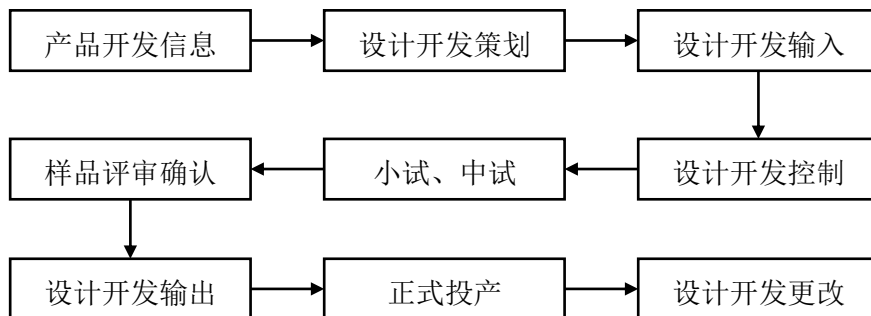 产品开发信息
设计开发策划
设计开发输入
设计开发控制
小试、中试
样品评审确认
设计开发输出
正式投产
设计开发更改